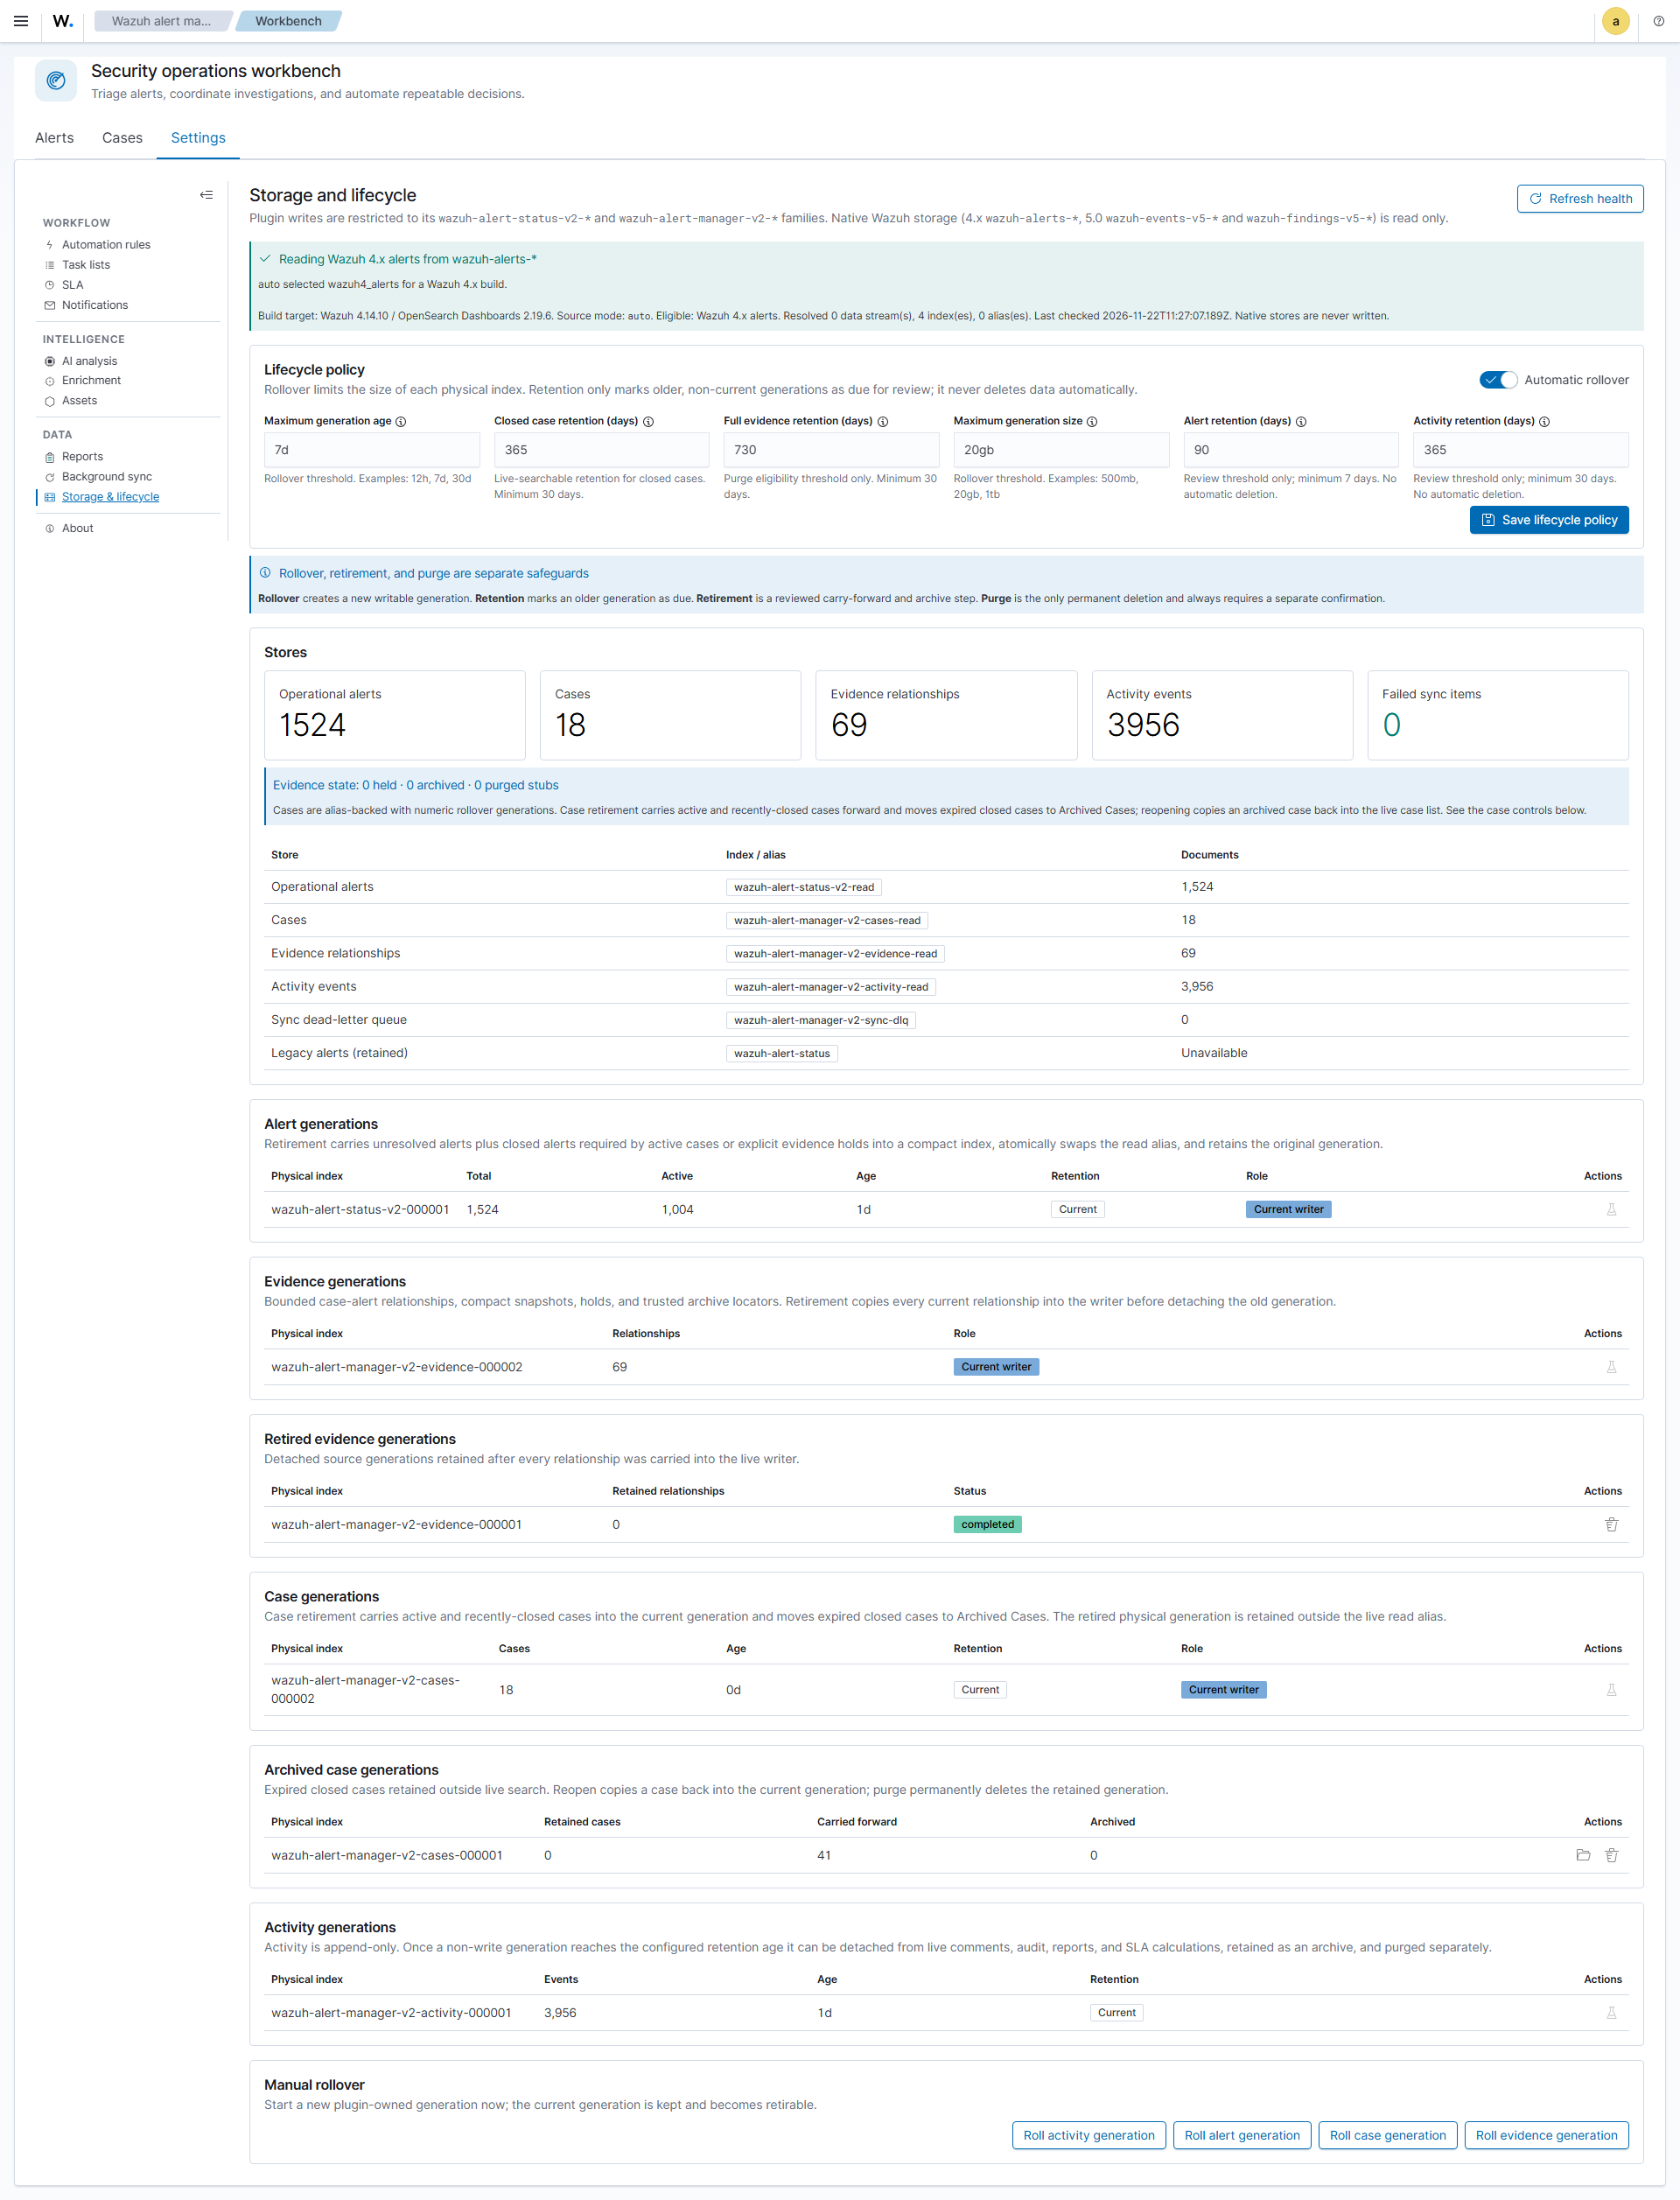 W.
Wazuh alert ma...
Workbench
a
Security operations workbench
Triage alerts, coordinate investigations, and automate repeatable decisions.
Alerts
Cases
Settings
WORKFLOW
Automation rules
Task lists
SLA
Notifications
INTELLIGENCE
AI analysis
Enrichment
Assets
DATA
Reports
Background sync
Storage & lifecycle
About
Storage and lifecycle
Plugin writes are restricted to its wazuh-alert-status-v2-* and wazuh-alert-manager-v2-* families. Native Wazuh storage (4.x wazuh-alerts-*, 5.0 wazuh-events-v5-* and wazuh-findings-v5-*) is read only.
Refresh health
Reading Wazuh 4.x alerts from wazuh-alerts-*
auto selected wazuh4_alerts for a Wazuh 4.x build.
Build target: Wazuh 4.14.10 / OpenSearch Dashboards 2.19.6. Source mode: auto. Eligible: Wazuh 4.x alerts. Resolved 0 data stream(s), 4 index(es), 0 alias(es). Last checked 2026-11-22T11:27:07.189Z. Native stores are never written.
Lifecycle policy
Rollover limits the size of each physical index. Retention only marks older, non-current generations as due for review; it never deletes data automatically.
Automatic rollover
Maximum generation age
7d
Rollover threshold. Examples: 12h, 7d, 30d
Closed case retention (days)
365
Live-searchable retention for closed cases.
Minimum 30 days.
Full evidence retention (days)
730
Purge eligibility threshold only. Minimum 30
days.
Maximum generation size
20gb
Rollover threshold. Examples: 500mb,
20gb, 1tb
Alert retention (days)
90
Review threshold only; minimum 7 days. No
automatic deletion.
Activity retention (days)
365
Review threshold only; minimum 30 days.
No automatic deletion.
Save lifecycle policy
Rollover, retirement, and purge are separate safeguards
Rollover creates a new writable generation. Retention marks an older generation as due. Retirement is a reviewed carry-forward and archive step. Purge is the only permanent deletion and always requires a separate confirmation.
Stores
Operational alerts
1524
Cases
18
Evidence relationships
69
Activity events
3956
Failed sync items
0
Evidence state: 0 held · 0 archived · 0 purged stubs
Cases are alias-backed with numeric rollover generations. Case retirement carries active and recently-closed cases forward and moves expired closed cases to Archived Cases; reopening copies an archived case back into the live case list. See the case controls below.
Store Index / alias Documents
Operational alerts wazuh-alert-status-v2-read 1,524
Cases wazuh-alert-manager-v2-cases-read 18
Evidence relationships wazuh-alert-manager-v2-evidence-read 69
Activity events wazuh-alert-manager-v2-activity-read 3,956
Sync dead-letter queue wazuh-alert-manager-v2-sync-dlq 0
Legacy alerts (retained) wazuh-alert-status Unavailable
Alert generations
Retirement carries unresolved alerts plus closed alerts required by active cases or explicit evidence holds into a compact index, atomically swaps the read alias, and retains the original generation.
Physical index Total Active Age Retention Role Actions
wazuh-alert-status-v2-000001 1,524 1,004 1d Current Current writer
Evidence generations
Bounded case-alert relationships, compact snapshots, holds, and trusted archive locators. Retirement copies every current relationship into the writer before detaching the old generation.
Physical index Relationships Role Actions
wazuh-alert-manager-v2-evidence-000002 69 Current writer
Retired evidence generations
Detached source generations retained after every relationship was carried into the live writer.
Physical index Retained relationships Status Actions
wazuh-alert-manager-v2-evidence-000001 0 completed
Case generations
Case retirement carries active and recently-closed cases into the current generation and moves expired closed cases to Archived Cases. The retired physical generation is retained outside the live read alias.
Physical index Cases Age Retention Role Actions
wazuh-alert-manager-v2-cases-
000002 18 0d Current Current writer
Archived case generations
Expired closed cases retained outside live search. Reopen copies a case back into the current generation; purge permanently deletes the retained generation.
Physical index Retained cases Carried forward Archived Actions
wazuh-alert-manager-v2-cases-000001 0 41 0
Activity generations
Activity is append-only. Once a non-write generation reaches the configured retention age it can be detached from live comments, audit, reports, and SLA calculations, retained as an archive, and purged separately.
Physical index Events Age Retention Actions
wazuh-alert-manager-v2-activity-000001 3,956 1d Current
Manual rollover
Start a new plugin-owned generation now; the current generation is kept and becomes retirable.
Roll activity generation
Roll alert generation
Roll case generation
Roll evidence generation